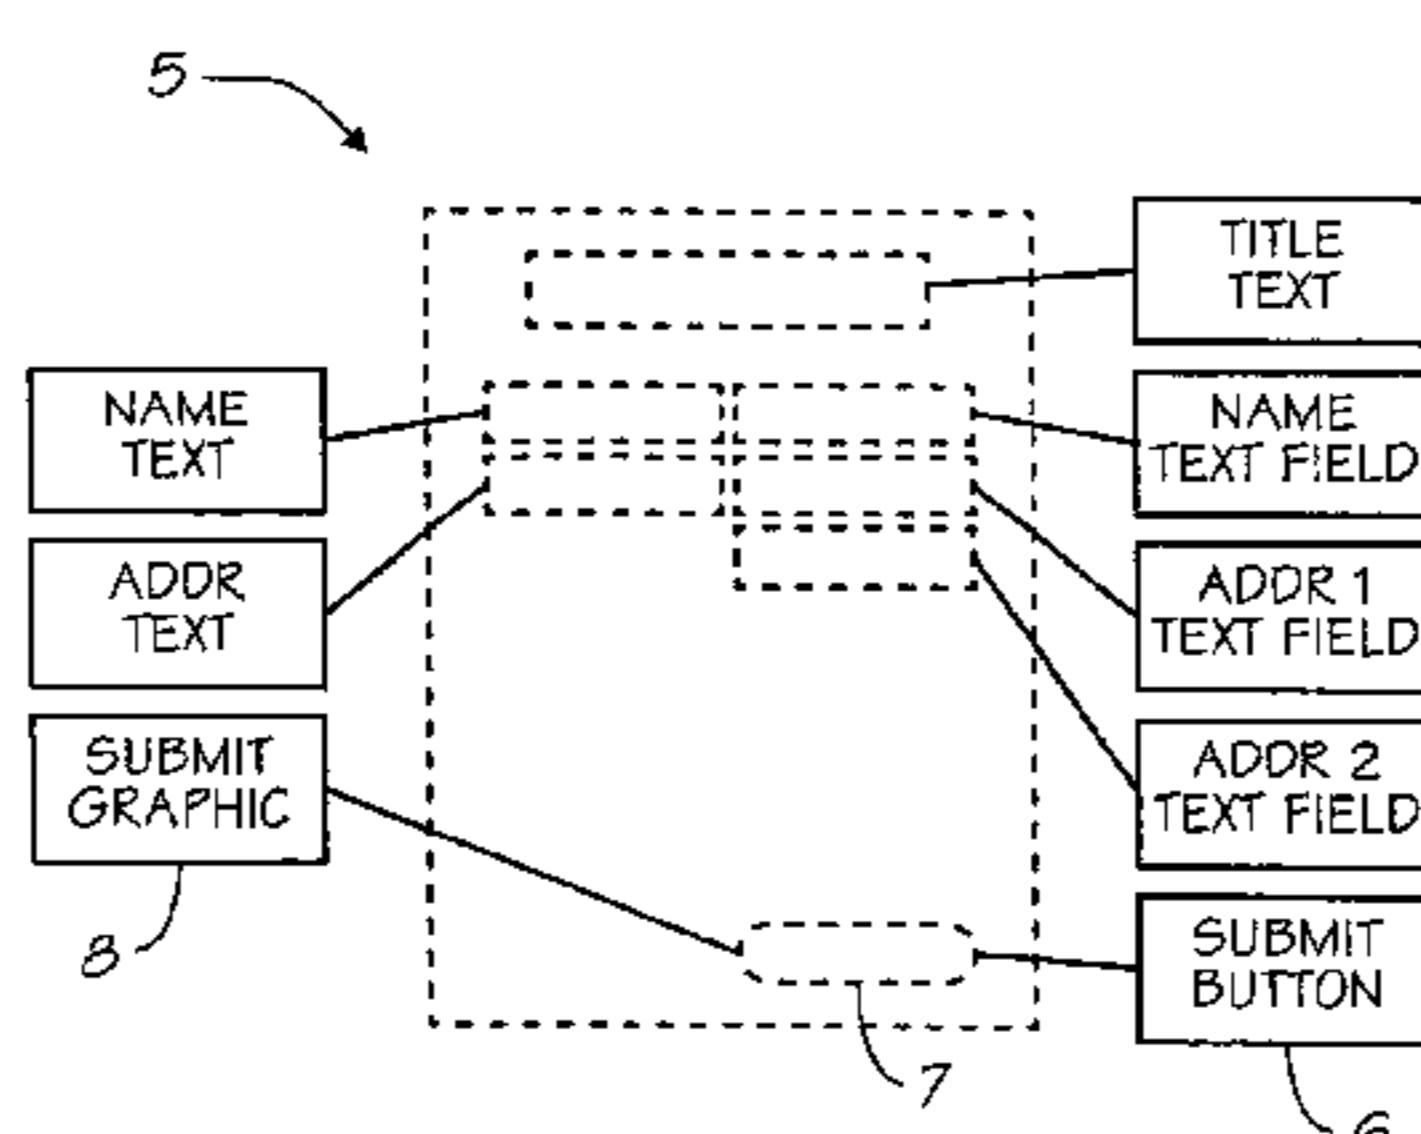 5
TITLE
TEXT
NAME
TEXT
NAME
TEXT FIELD
ADDR
TEXT
ADDR 1
TEXT FIELD
SUBMIT
GRAPHIC
ADDR 2
TEXT FIELD
8
SUBMIT
BUTTON
7
6